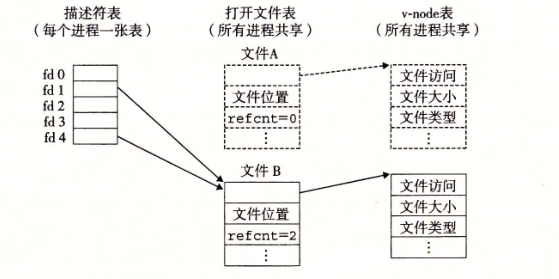 描述符表
（每个进程一张表）
打开文件表
（所有进程共享）
v-node表
（所有进程共享）
文件A
fd 0
fd 1
fd 2
fd 3
fd 4
文件位置
refcnt=0
⋮
文件访问
文件大小
文件类型
⋮
文件 B
文件位置
refcnt=2
⋮
文件访问
文件大小
文件类型
⋮